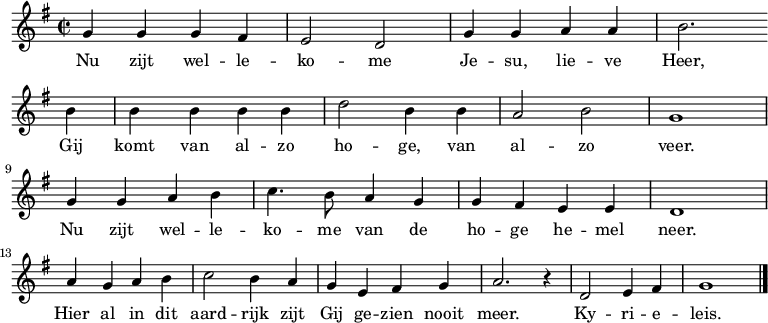 Nu zijt wel – le – ko – me Je – su, lie – ve Heer,
Gij komt van al – zo ho – ge, van al – zo veer.
9
Nu zijt wel – le – ko – me van de ho – ge he – mel neer.
13
Hier al in dit aard – rijk zijt Gij ge – zien nooit meer. Ky – ri – e – leis.